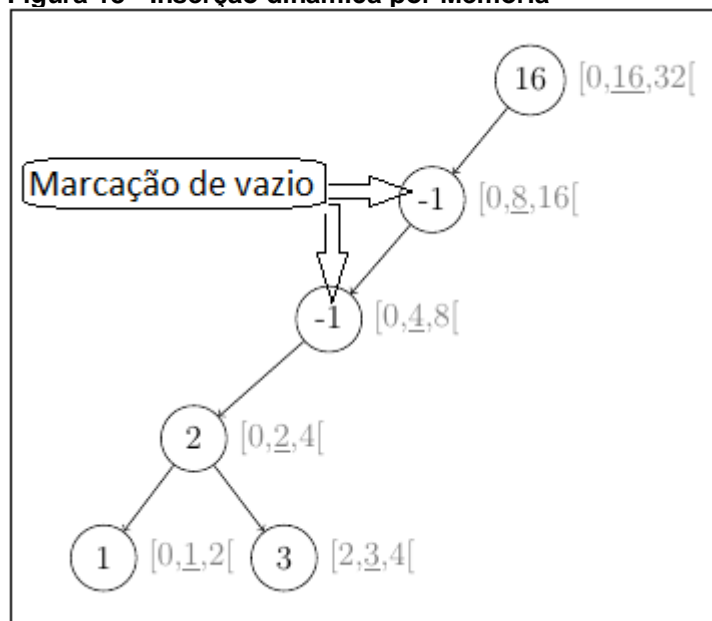 Figura 10 - Inserção dinâmica por Memória
16 [0,16,32[
Marcação de vazio
-1 [0,8,16[
-1 [0,4,8[
2 [0,2,4[
1 [0,1,2[ 3 [2,3,4[